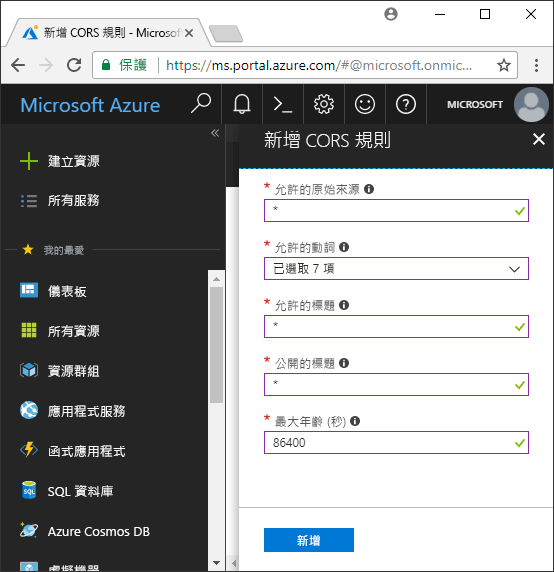 新增 CORS 規則 - Microsof
保護 https://ms.portal.azure.com/#@microsoft.onmic...
Microsoft Azure
MICROSOFT
建立資源
所有服務
我的最愛
儀表板
所有資源
資源群組
應用程式服務
函式應用程式
SQL 資料庫
Azure Cosmos DB
虛擬機器
新增 CORS 規則
* 允許的原始來源
*
* 允許的動詞
已選取 7 項
* 允許的標題
*
* 公開的標題
*
* 最大年齡 (秒)
86400
新增